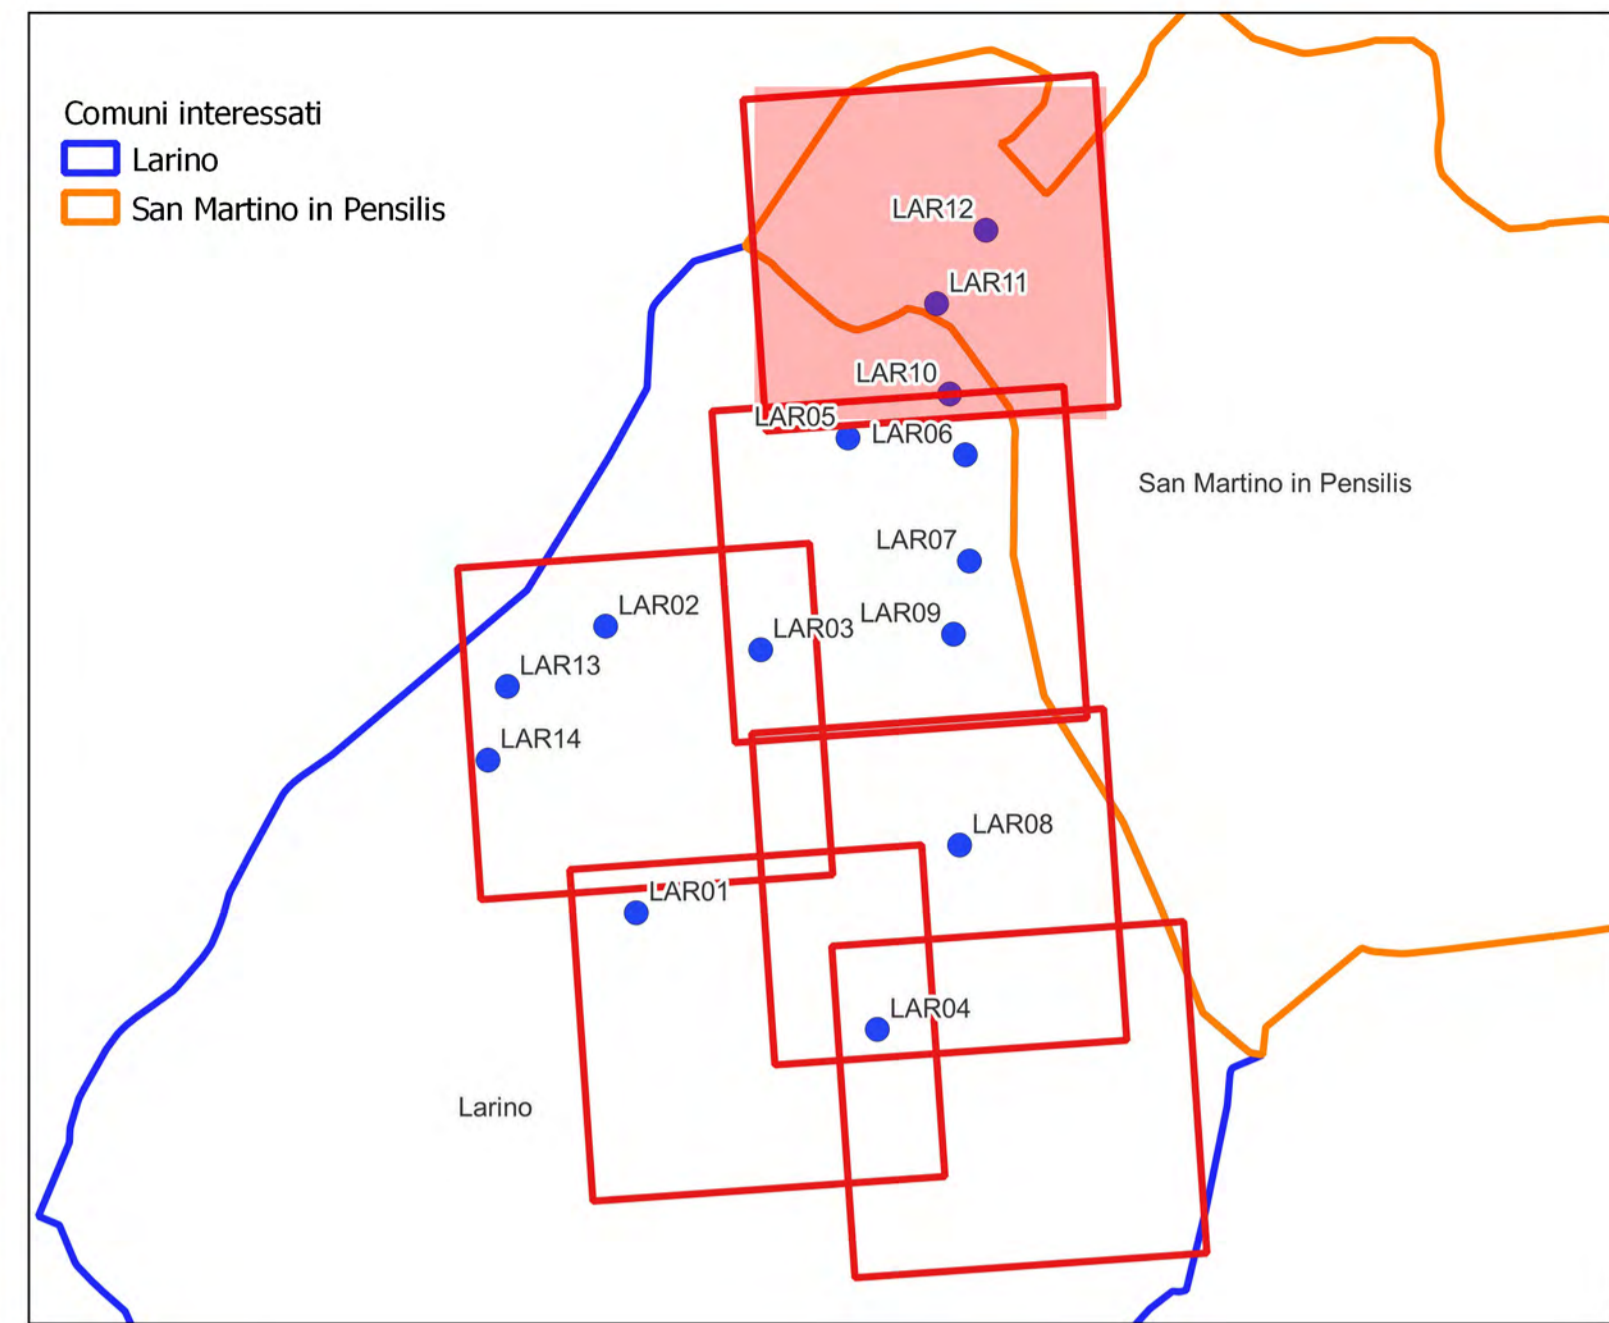 Comuni interessati
Larino
San Martino in Pensilis
LAR12
LAR11
LAR10
LAR05
LAR06
San Martino in Pensilis
LAR07
LAR02
LAR09
LAR03
LAR13
LAR14
LAR08
LAR01
LAR04
Larino